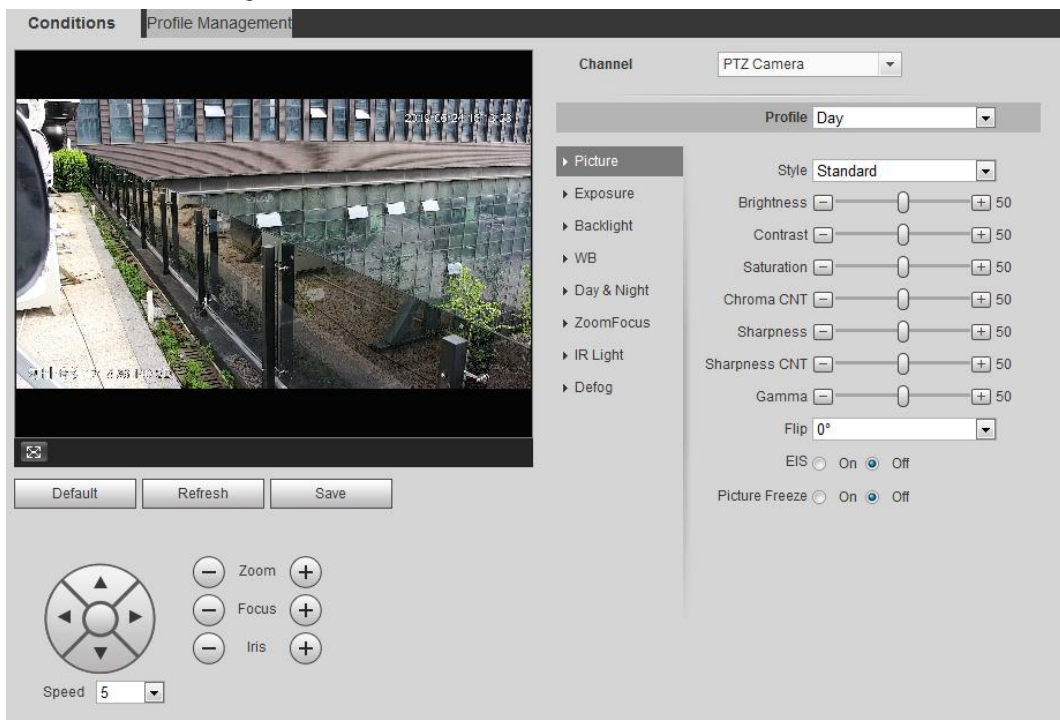 Conditions
Profile Management
Channel PTZ Camera
Profile Day
Picture
Exposure
Backlight
WB
Day & Night
ZoomFocus
IR Light
Defog
Style Standard
Brightness 50
Contrast 50
Saturation 50
Chroma CNT 50
Sharpness 50
Sharpness CNT 50
Gamma 50
Flip 0°
EIS On Off
Picture Freeze On Off
Default Refresh Save
Zoom
Focus
Iris
Speed 5